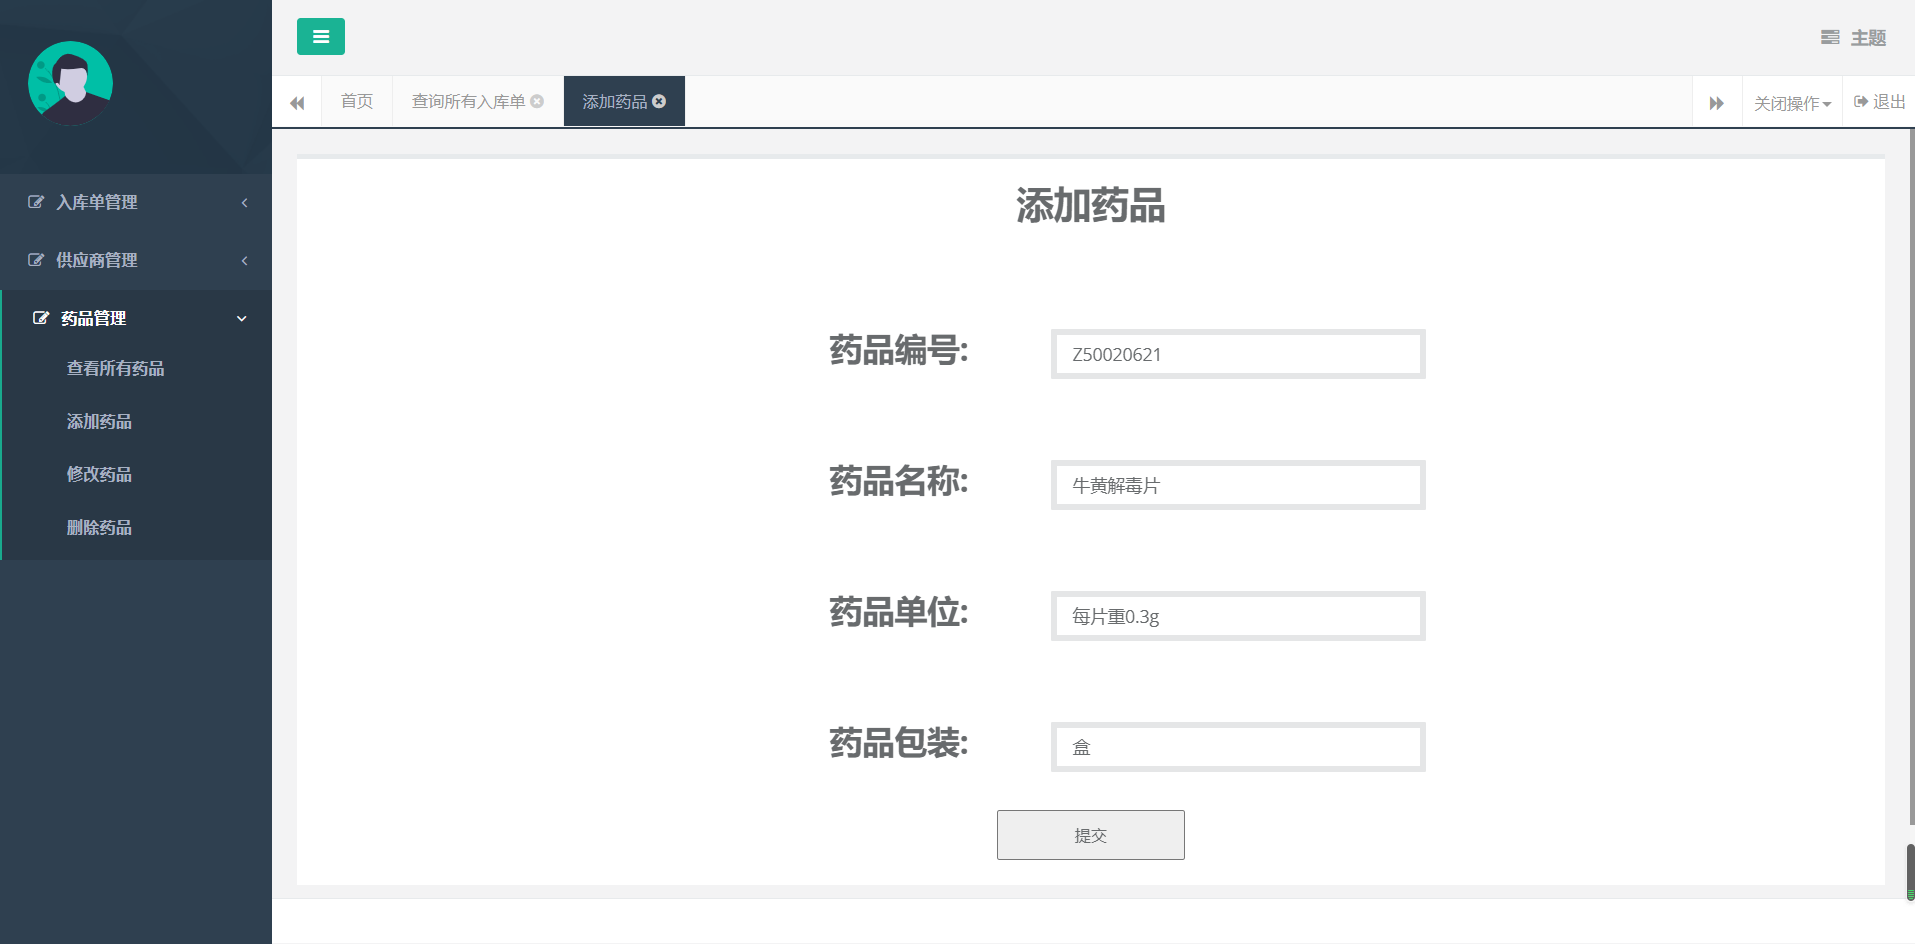 主题
首页
查询所有入库单
添加药品
关闭操作
退出
入库单管理
供应商管理
药品管理
查看所有药品
添加药品
修改药品
删除药品
添加药品
药品编号: Z50020621
药品名称: 牛黄解毒片
药品单位: 每片重0.3g
药品包装: 盒
提交